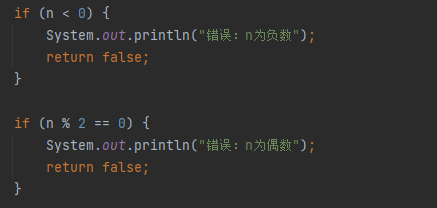 if (n < 0) {
    System.out.println("错误：n为负数");
    return false;
}

if (n % 2 == 0) {
    System.out.println("错误：n为偶数");
    return false;
}